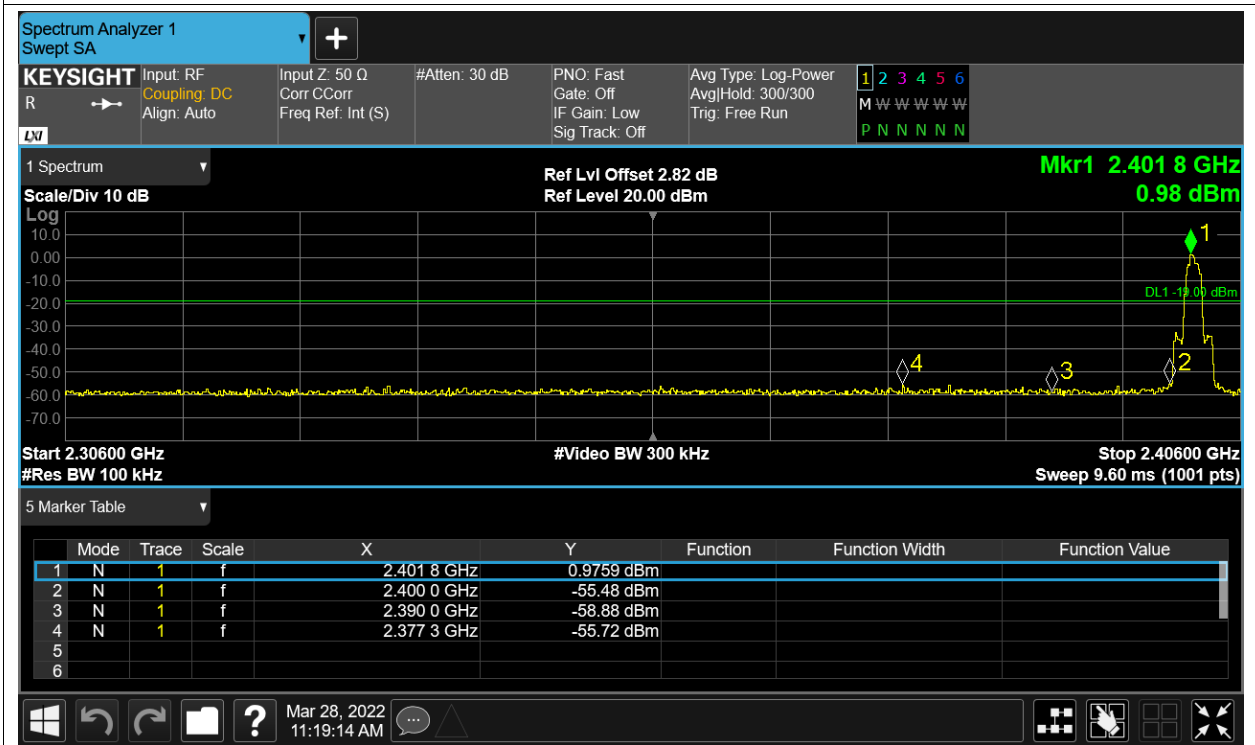 Spectrum Analyzer 1
Swept SA
KEYSIGHT Input: RF Input Z: 50 Ω #Atten: 30 dB PNO: Fast Avg Type: Log-Power 1 2 3 4 5 6
R Coupling: DC Corr CCorr Gate: Off Avg|Hold: 300/300 M W W W W W
Align: Auto Freq Ref: Int (S) IF Gain: Low Trig: Free Run
LXI Sig Track: Off P N N N N N
1 Spectrum Ref Lvl Offset 2.82 dB Mkr1 2.401 8 GHz
Scale/Div 10 dB Ref Level 20.00 dBm 0.98 dBm
Log
10.0 1
0.00
-10.0
DL1 -19.00 dBm
-20.0
-30.0
-40.0
4 3 2
-50.0
-60.0
-70.0
Start 2.30600 GHz #Video BW 300 kHz Stop 2.40600 GHz
#Res BW 100 kHz Sweep 9.60 ms (1001 pts)
5 Marker Table
Mode Trace Scale X Y Function Function Width Function Value
1 N 1 f 2.401 8 GHz 0.9759 dBm
2 N 1 f 2.400 0 GHz -55.48 dBm
3 N 1 f 2.390 0 GHz -58.88 dBm
4 N 1 f 2.377 3 GHz -55.72 dBm
5
6
? Mar 28, 2022
11:19:14 AM